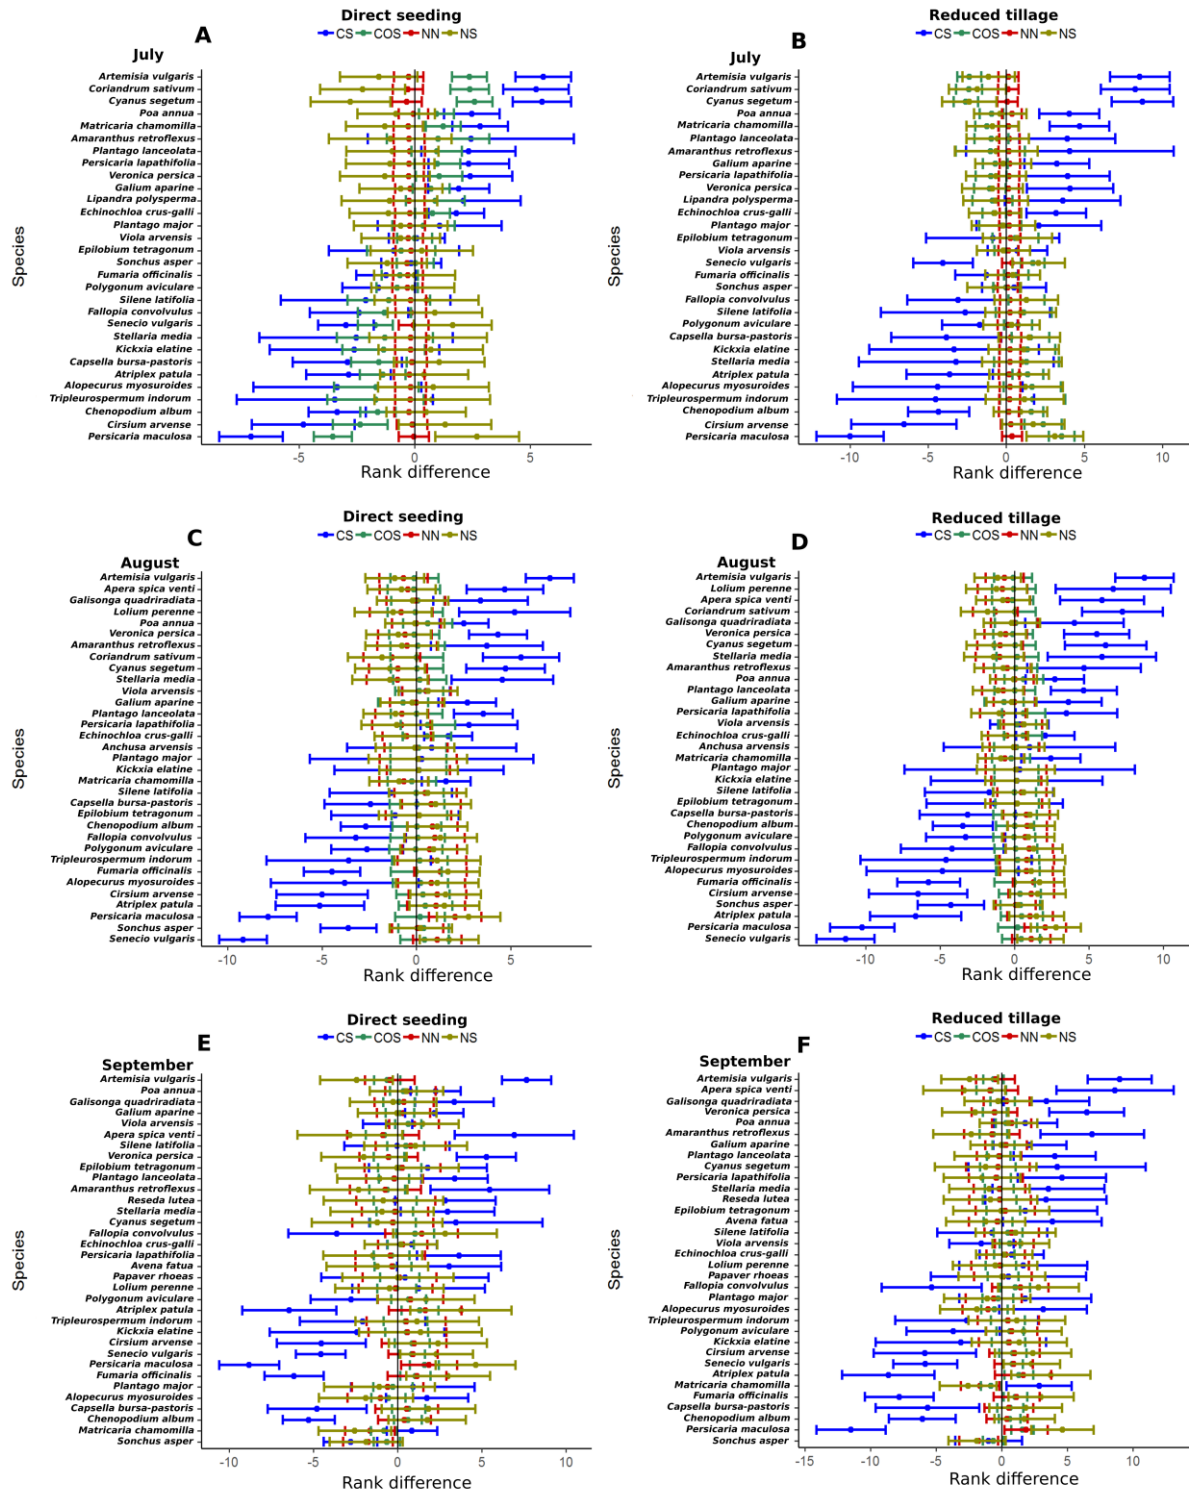 Direct seeding
A
CS COS NN NS
July
Artemisia vulgaris
Coriandrum sativum
Cyanus segetum
Poa annua
Matricaria chamomilla
Amaranthus retroflexus
Plantago lanceolata
Persicaria lapathifolia
Veronica persica
Galium aparine
Lipandra polysperma
Echinochloa crus-galli
Plantago major
Viola arvensis
Epilobium tetragonum
Sonchus asper
Fumaria officinalis
Polygonum aviculare
Silene latifolia
Fallopia convolvulus
Senecio vulgaris
Stellaria media
Kickxia elatine
Capsella bursa-pastoris
Atriplex patula
Alopecurus myosuroides
Tripleurospermum indorum
Chenopodium album
Cirsium arvense
Persicaria maculosa
Species
-5 0 5
Rank difference
Reduced tillage
B
CS COS NN NS
July
Artemisia vulgaris
Coriandrum sativum
Cyanus segetum
Poa annua
Matricaria chamomilla
Plantago lanceolata
Amaranthus retroflexus
Galium aparine
Persicaria lapathifolia
Veronica persica
Lipandra polysperma
Echinochloa crus-galli
Plantago major
Epilobium tetragonum
Viola arvensis
Senecio vulgaris
Fumaria officinalis
Sonchus asper
Fallopia convolvulus
Silene latifolia
Polygonum aviculare
Capsella bursa-pastoris
Kickxia elatine
Stellaria media
Atriplex patula
Alopecurus myosuroides
Tripleurospermum indorum
Chenopodium album
Cirsium arvense
Persicaria maculosa
Species
-10 -5 0 5 10
Rank difference
Direct seeding
C
CS COS NN NS
August
Artemisia vulgaris
Apera spica venti
Galisonga quadriradiata
Lolium perenne
Poa annua
Veronica persica
Amaranthus retroflexus
Coriandrum sativum
Cyanus segetum
Stellaria media
Viola arvensis
Galium aparine
Plantago lanceolata
Persicaria lapathifolia
Echinochloa crus-galli
Anchusa arvensis
Plantago major
Kickxia elatine
Matricaria chamomilla
Silene latifolia
Capsella bursa-pastoris
Epilobium tetragonum
Chenopodium album
Fallopia convolvulus
Polygonum aviculare
Tripleurospermum indorum
Fumaria officinalis
Alopecurus myosuroides
Cirsium arvense
Atriplex patula
Persicaria maculosa
Sonchus asper
Senecio vulgaris
Species
-10 -5 0 5
Rank difference
Reduced tillage
D
CS COS NN NS
August
Artemisia vulgaris
Lolium perenne
Apera spica venti
Coriandrum sativum
Galisonga quadriradiata
Veronica persica
Cyanus segetum
Stellaria media
Amaranthus retroflexus
Poa annua
Plantago lanceolata
Galium aparine
Persicaria lapathifolia
Viola arvensis
Echinochloa crus-galli
Anchusa arvensis
Matricaria chamomilla
Plantago major
Kickxia elatine
Silene latifolia
Epilobium tetragonum
Capsella bursa-pastoris
Chenopodium album
Polygonum aviculare
Fallopia convolvulus
Tripleurospermum indorum
Alopecurus myosuroides
Fumaria officinalis
Cirsium arvense
Sonchus asper
Atriplex patula
Persicaria maculosa
Senecio vulgaris
Species
-10 -5 0 5 10
Rank difference
Direct seeding
E
CS COS NN NS
September
Artemisia vulgaris
Poa annua
Galisonga quadriradiata
Galium aparine
Viola arvensis
Apera spica venti
Silene latifolia
Veronica persica
Epilobium tetragonum
Plantago lanceolata
Amaranthus retroflexus
Reseda lutea
Stellaria media
Cyanus segetum
Fallopia convolvulus
Echinochloa crus-galli
Persicaria lapathifolia
Avena fatua
Papaver rhoeas
Lolium perenne
Polygonum aviculare
Atriplex patula
Tripleurospermum indorum
Kickxia elatine
Cirsium arvense
Senecio vulgaris
Persicaria maculosa
Fumaria officinalis
Plantago major
Alopecurus myosuroides
Capsella bursa-pastoris
Chenopodium album
Matricaria chamomilla
Sonchus asper
Species
-10 -5 0 5 10
Rank difference
Reduced tillage
F
CS COS NN NS
September
Artemisia vulgaris
Apera spica venti
Galisonga quadriradiata
Veronica persica
Poa annua
Amaranthus retroflexus
Galium aparine
Plantago lanceolata
Cyanus segetum
Persicaria lapathifolia
Stellaria media
Reseda lutea
Epilobium tetragonum
Avena fatua
Silene latifolia
Viola arvensis
Echinochloa crus-galli
Lolium perenne
Papaver rhoeas
Fallopia convolvulus
Plantago major
Alopecurus myosuroides
Tripleurospermum indorum
Polygonum aviculare
Kickxia elatine
Cirsium arvense
Senecio vulgaris
Atriplex patula
Matricaria chamomilla
Fumaria officinalis
Capsella bursa-pastoris
Chenopodium album
Persicaria maculosa
Sonchus asper
Species
-15 -10 -5 0 5 10
Rank difference